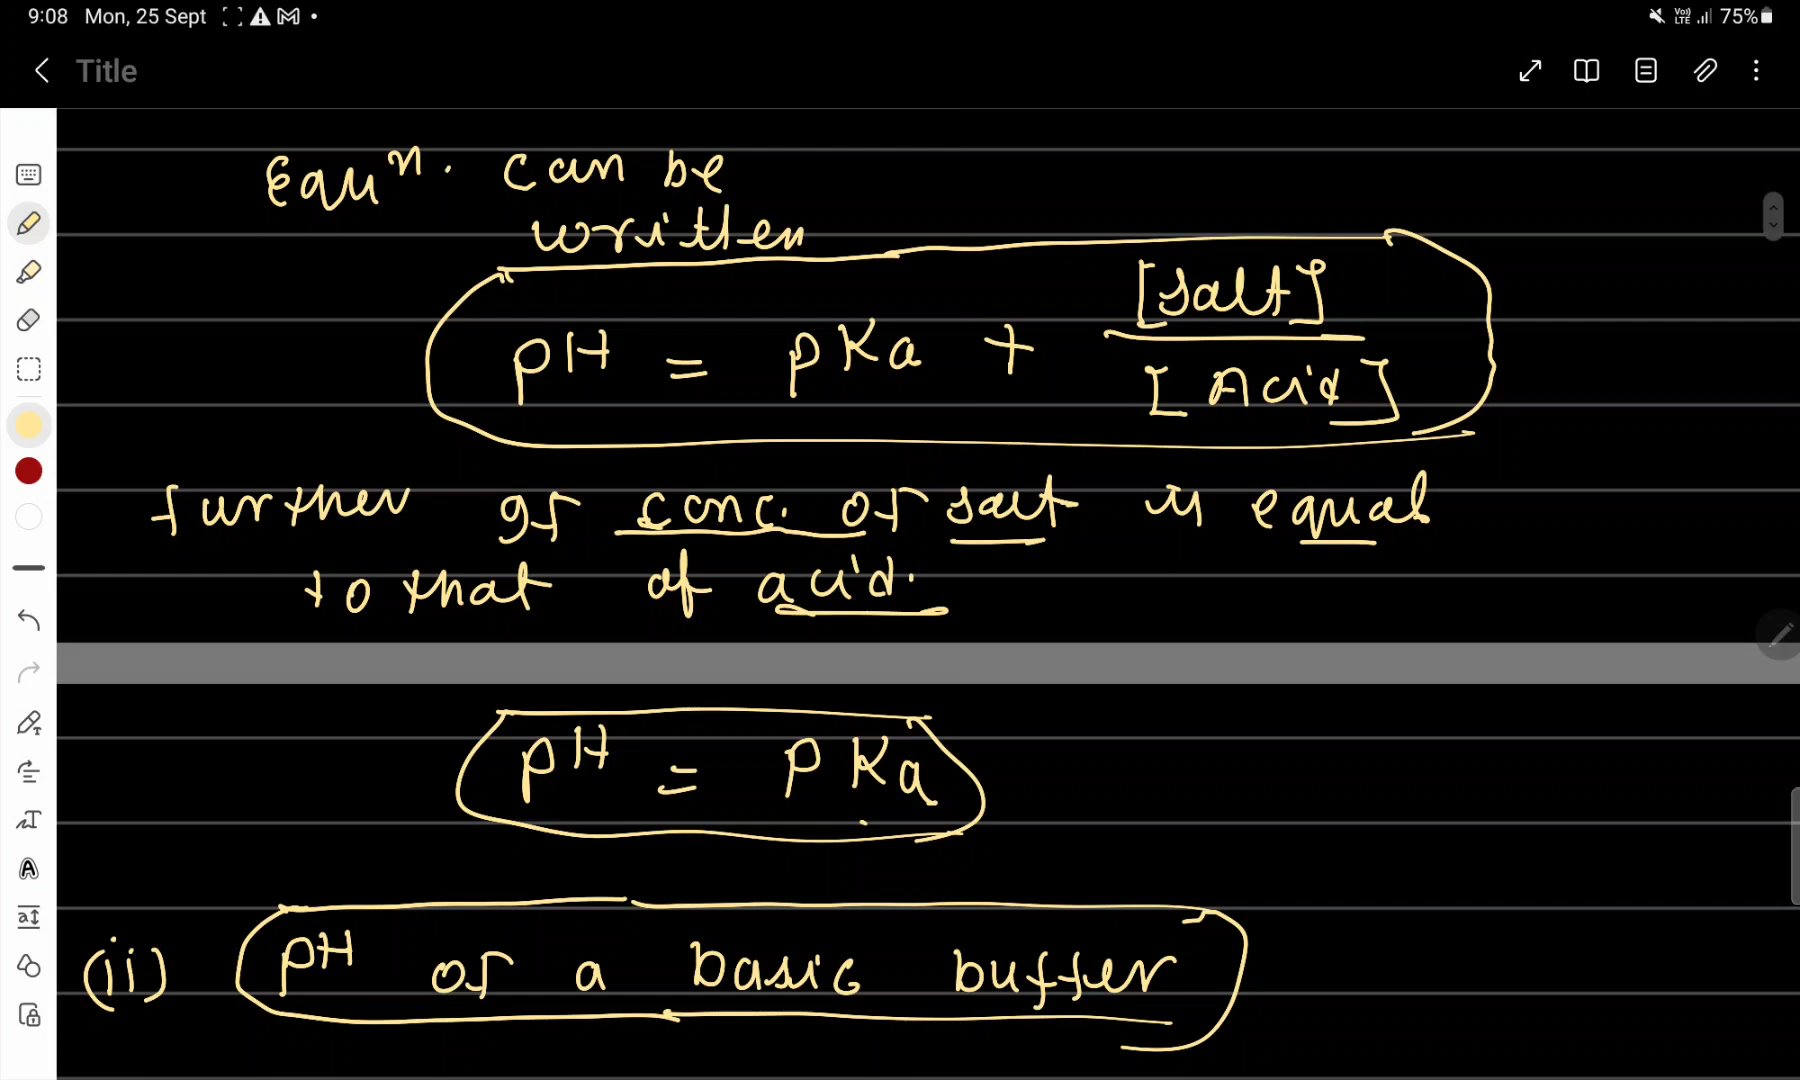 9:08 Mon, 25 Sept
75%
Title
Equⁿ. can be
written
pH = pKa + [Salt] / [Acid]
further If conc. of salt is equal
to that of acid.
pH = pKa
(ii) pH of a basic buffer